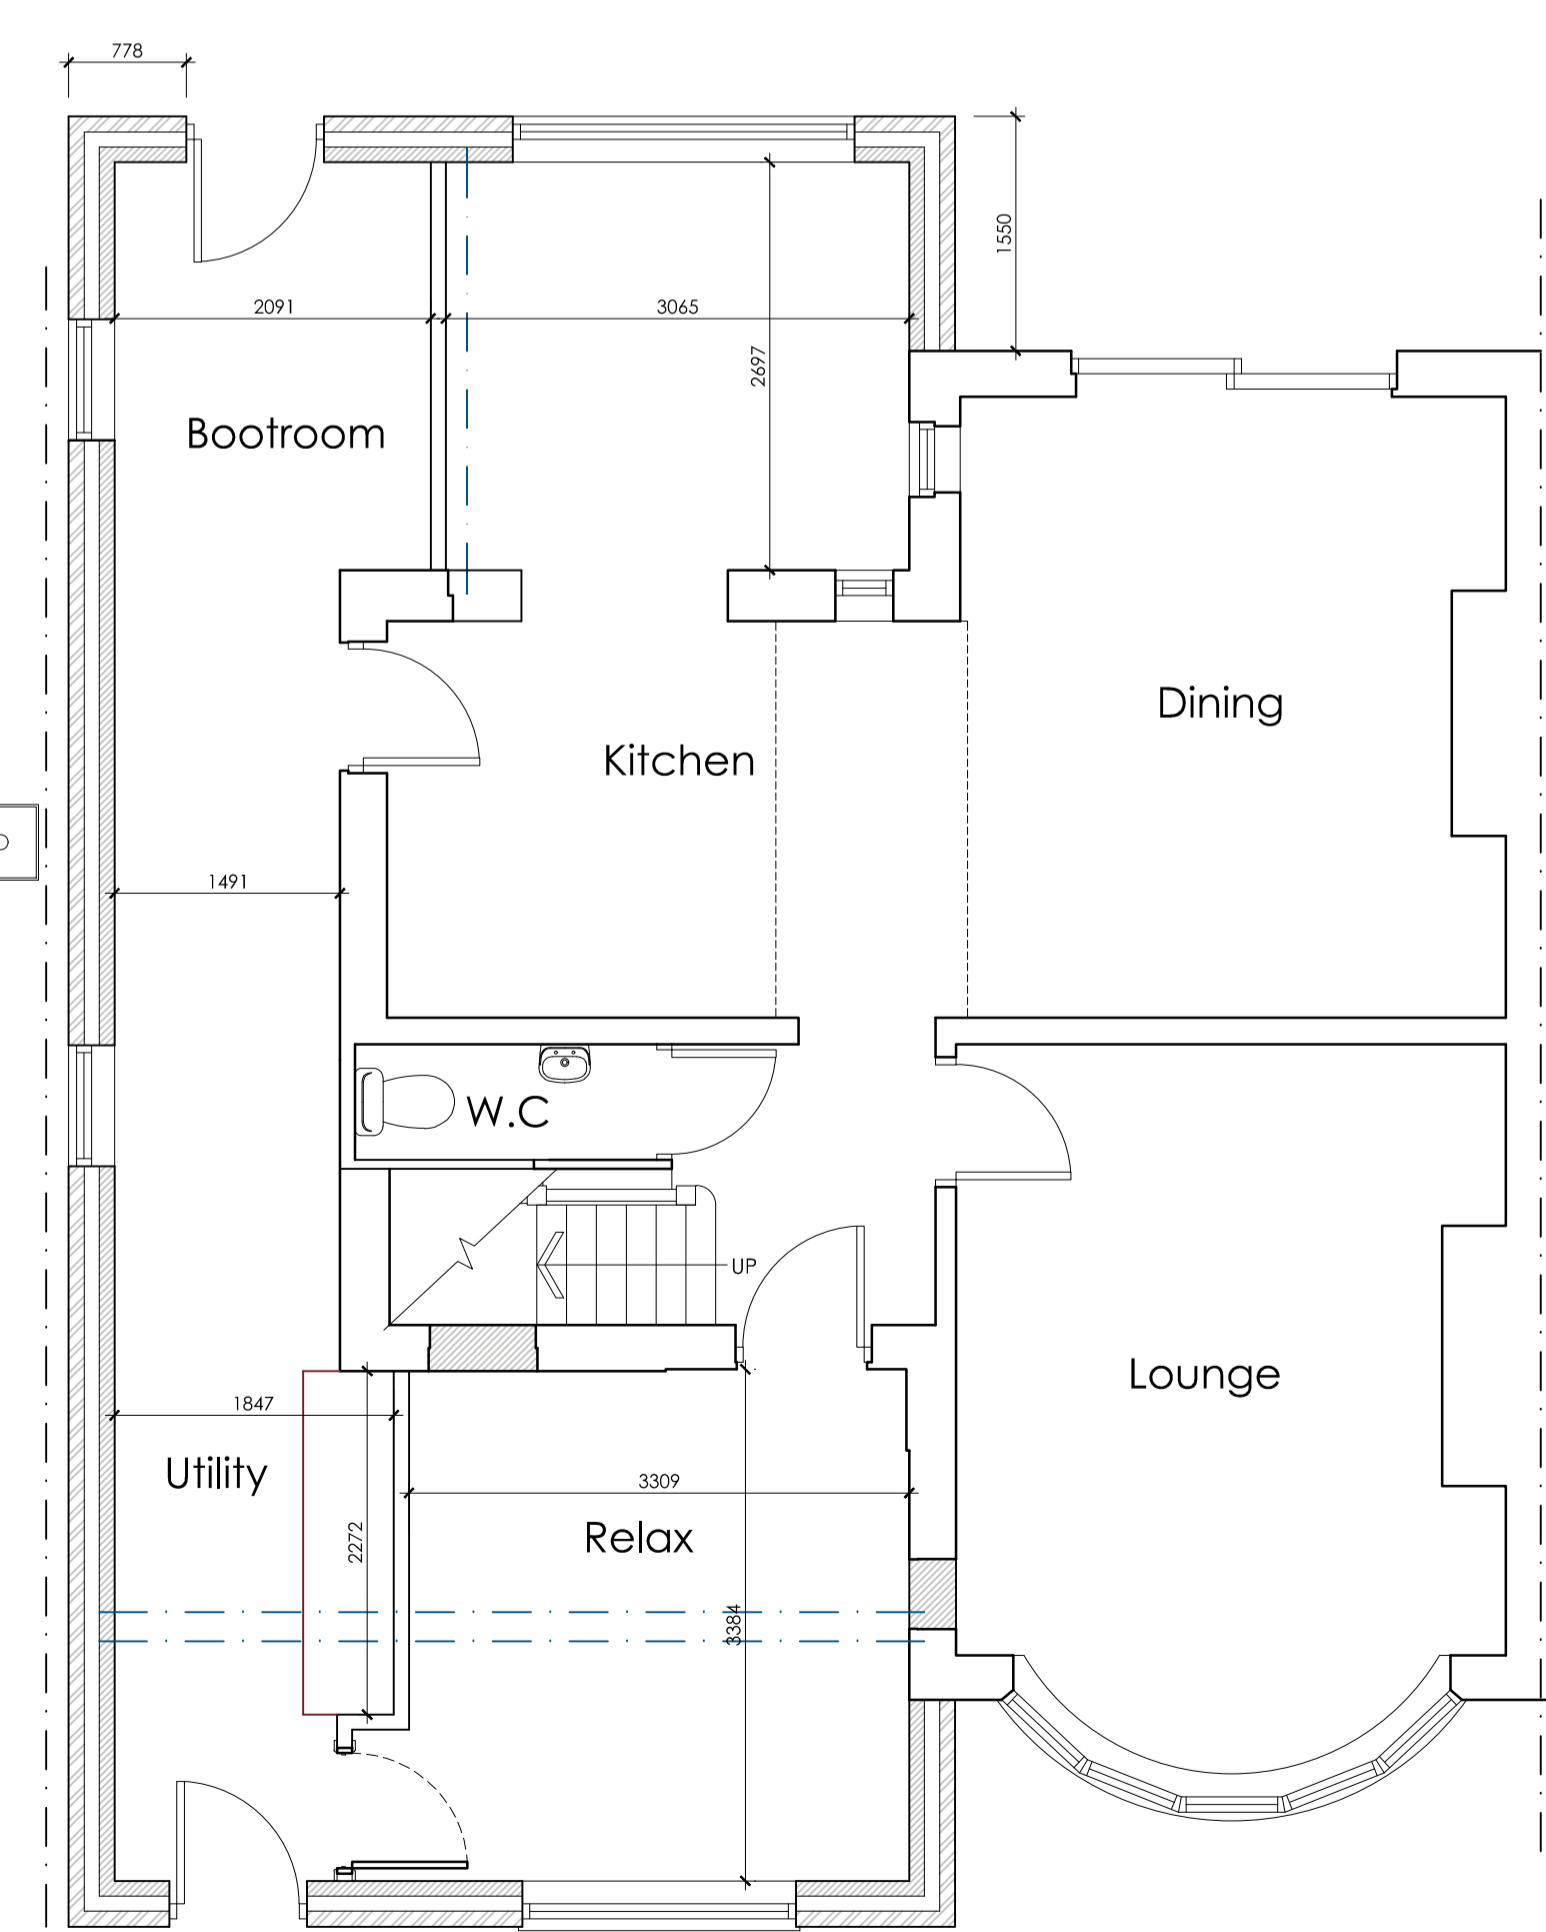 778
1550
2091
3065
2697
Bootroom
Dining
Kitchen
1491
W.C
UP
Lounge
1847
Utility
3309
2272
Relax
3384